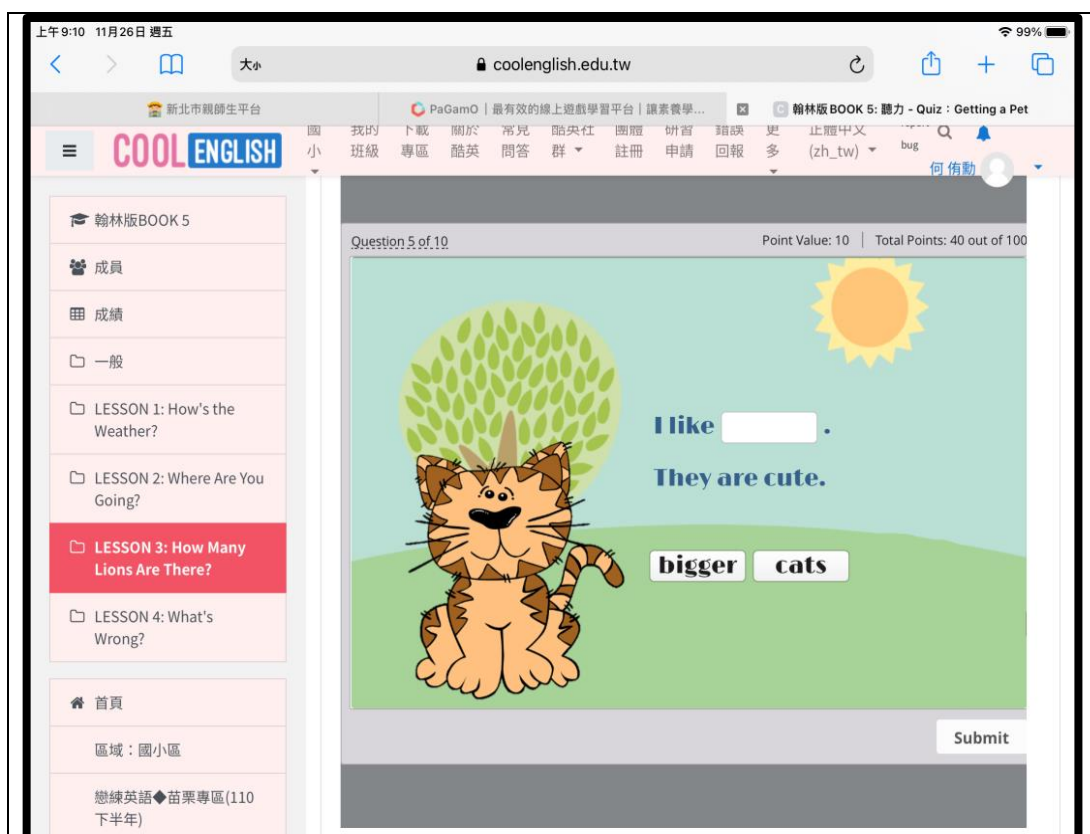 上午9:10 11月26日 週五
99%
大小
coolenglish.edu.tw
新北市親師生平台
PaGamO｜最有效的線上遊戲學習平台｜讓素養學...
翰林版BOOK 5: 聽力 - Quiz：Getting a Pet
COOL ENGLISH
國小
我的班級
下載專區
關於酷英
常見問答
酷英社群
團體註冊
研習申請
錯誤回報
更多
正體中文 (zh_tw)
bug
何 侑勳
翰林版BOOK 5
成員
成績
一般
LESSON 1: How's the
Weather?
LESSON 2: Where Are You
Going?
LESSON 3: How Many
Lions Are There?
LESSON 4: What's
Wrong?
首頁
區域：國小區
戀練英語◆苗栗專區(110
下半年)
Question 5 of 10
Point Value: 10 | Total Points: 40 out of 100
I like .
They are cute.
bigger cats
Submit